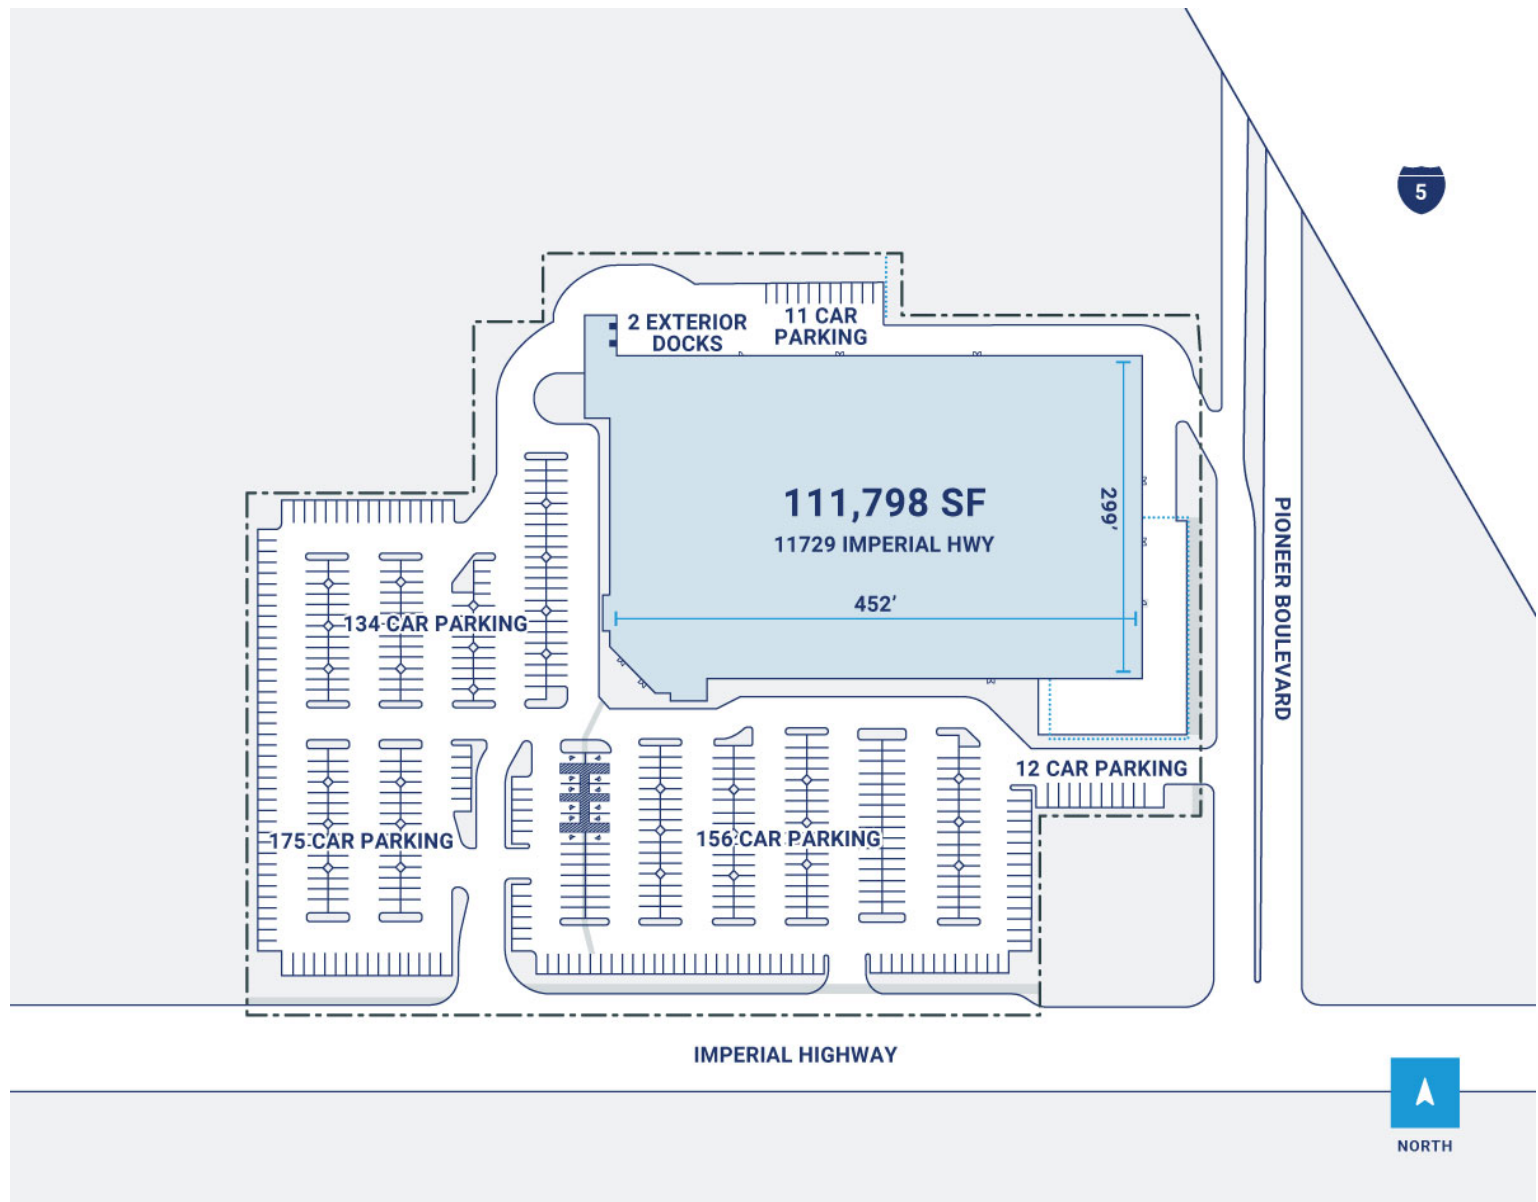 5
2 EXTERIOR
DOCKS
11 CAR
PARKING
111,798 SF
11729 IMPERIAL HWY
299'
452'
PIONEER BOULEVARD
134 CAR PARKING
12 CAR PARKING
175 CAR PARKING
156 CAR PARKING
IMPERIAL HIGHWAY
NORTH